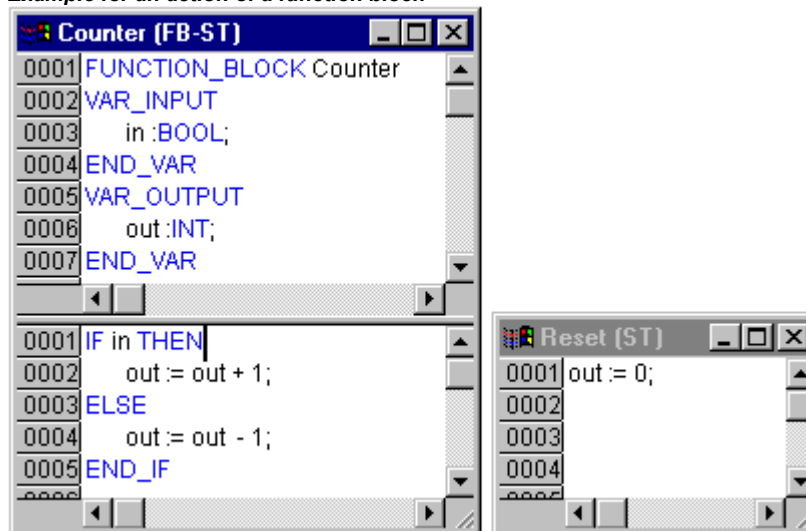 Example for an action of a function block
Counter (FB-ST)
0001 FUNCTION_BLOCK Counter
0002 VAR_INPUT
0003 in :BOOL;
0004 END_VAR
0005 VAR_OUTPUT
0006 out :INT;
0007 END_VAR
0001 IF in THEN
0002 out := out + 1;
0003 ELSE
0004 out := out - 1;
0005 END_IF
Reset (ST)
0001 out := 0;
0002
0003
0004